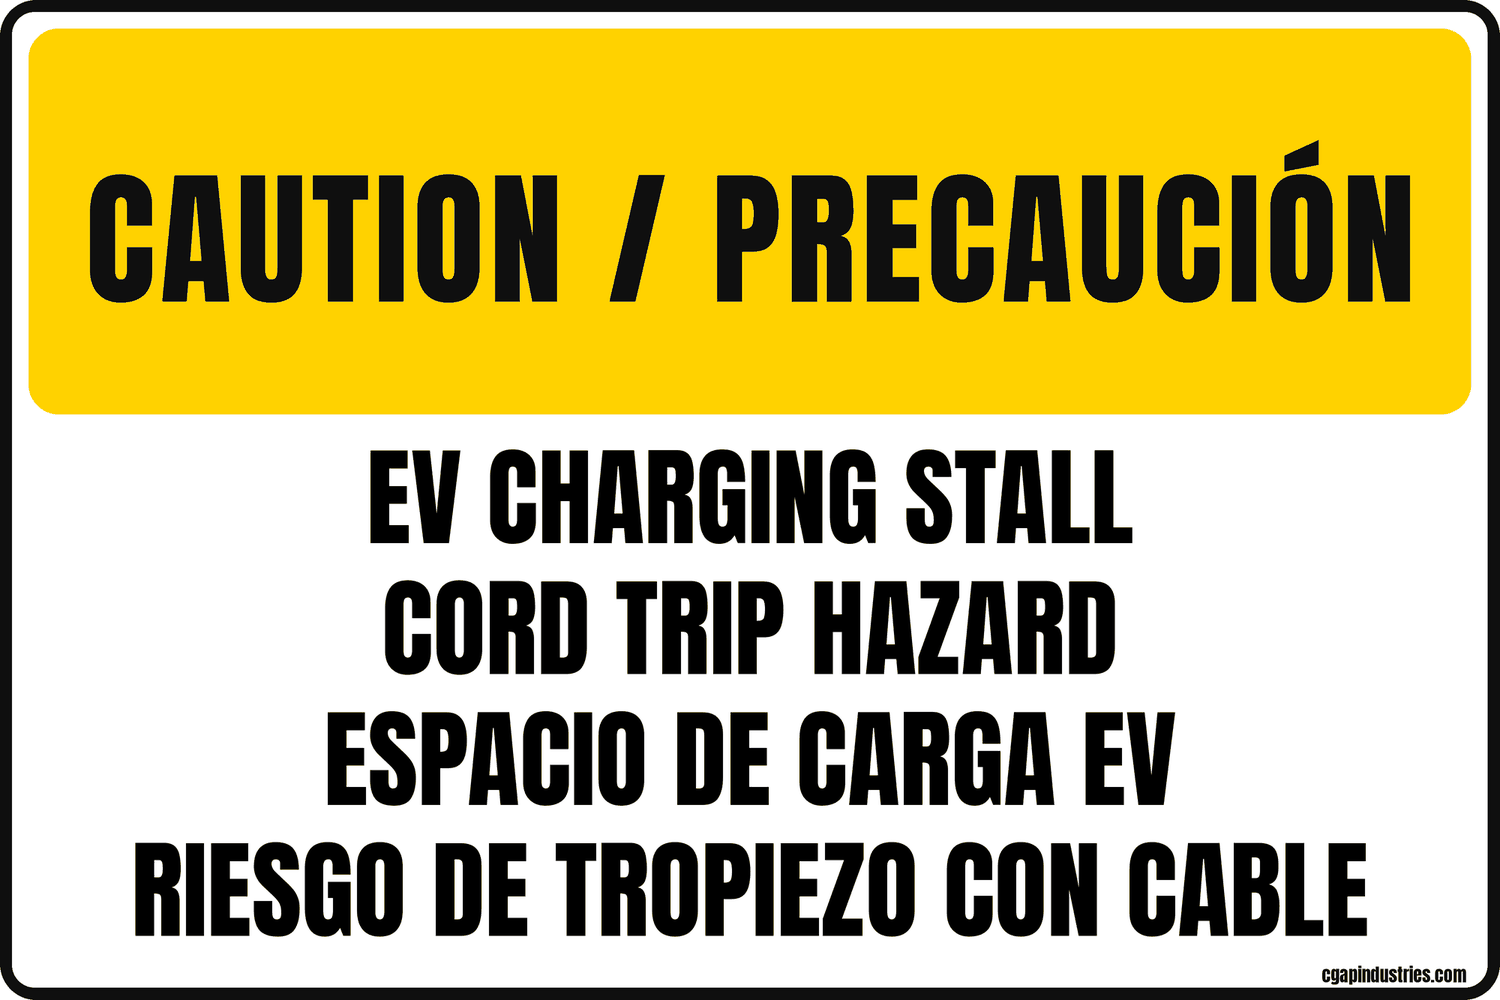 CAUTION / PRECAUCIÓN
EV CHARGING STALL
CORD TRIP HAZARD
ESPACIO DE CARGA EV
RIESGO DE TROPIEZO CON CABLE
cgapindustries.com